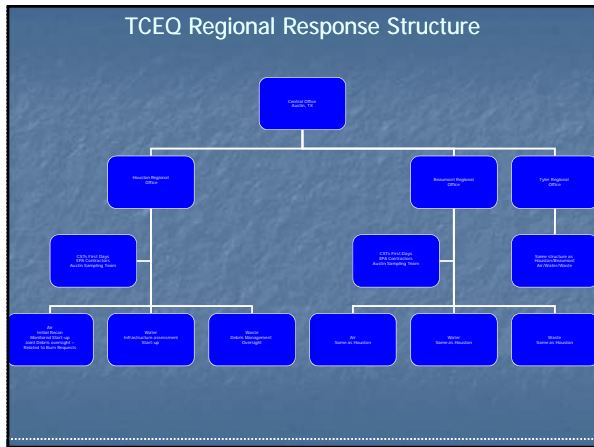 TCEQ Regional Response Structure
Central Office
Austin, TX
Houston Regional
Office
Beaumont Regional
Office
Tyler Regional
Office
CSTs First Days
EPA Contractors
Austin Sampling Team
CSTs First Days
EPA Contractors
Austin Sampling Team
Same structure as
Houston/Beaumont
Air/Water/Waste
Air
Initial Recon
Monitored Start-up
Joint Debris oversight –
Related to Burn Requests
Water
Infrastructure assessment
Start-up
Waste
Debris Management
Oversight
Air
Same as Houston
Water
Same as Houston
Waste
Same as Houston